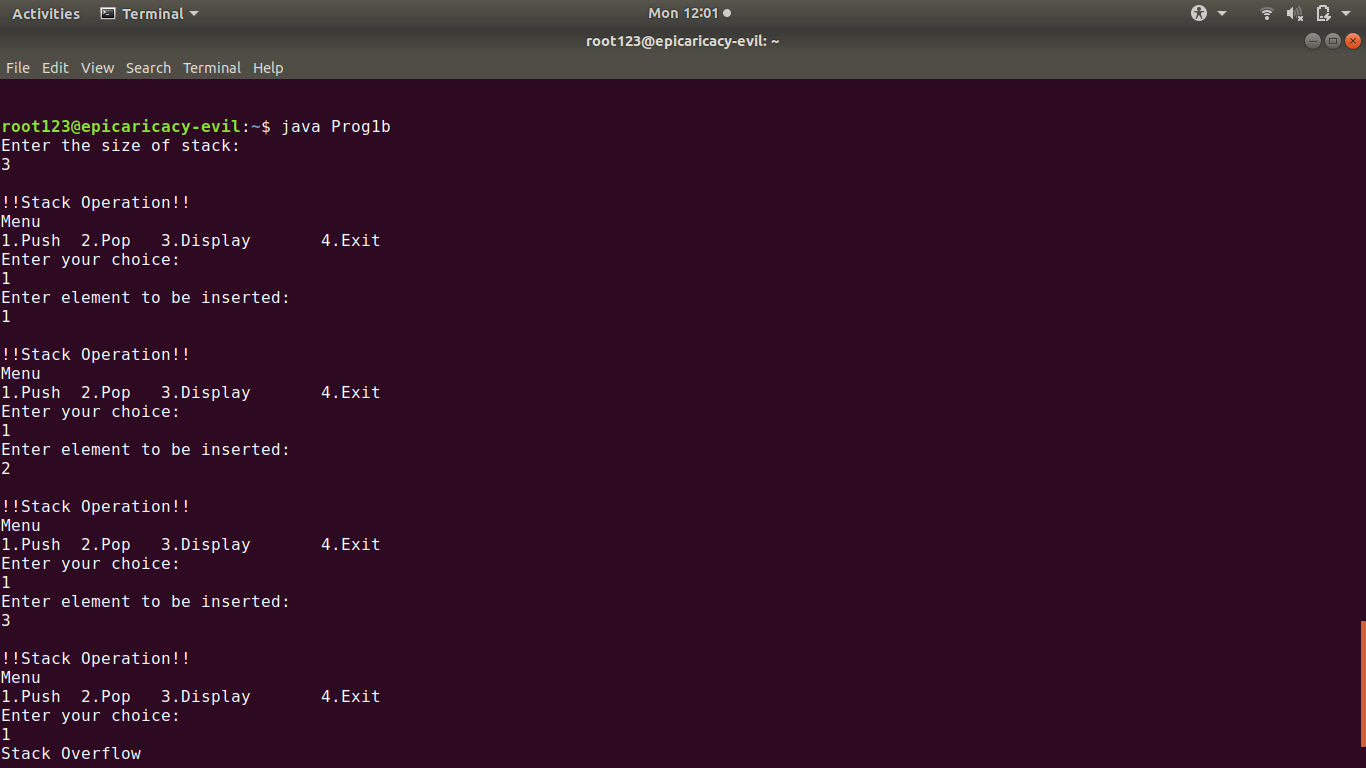 Activities Terminal Mon 12:01
root123@epicaricacy-evil: ~
File Edit View Search Terminal Help
root123@epicaricacy-evil:~$ java Prog1b
Enter the size of stack:
3
!!Stack Operation!!
Menu
1.Push 2.Pop 3.Display 4.Exit
Enter your choice:
1
Enter element to be inserted:
1
!!Stack Operation!!
Menu
1.Push 2.Pop 3.Display 4.Exit
Enter your choice:
1
Enter element to be inserted:
2
!!Stack Operation!!
Menu
1.Push 2.Pop 3.Display 4.Exit
Enter your choice:
1
Enter element to be inserted:
3
!!Stack Operation!!
Menu
1.Push 2.Pop 3.Display 4.Exit
Enter your choice:
1
Stack Overflow